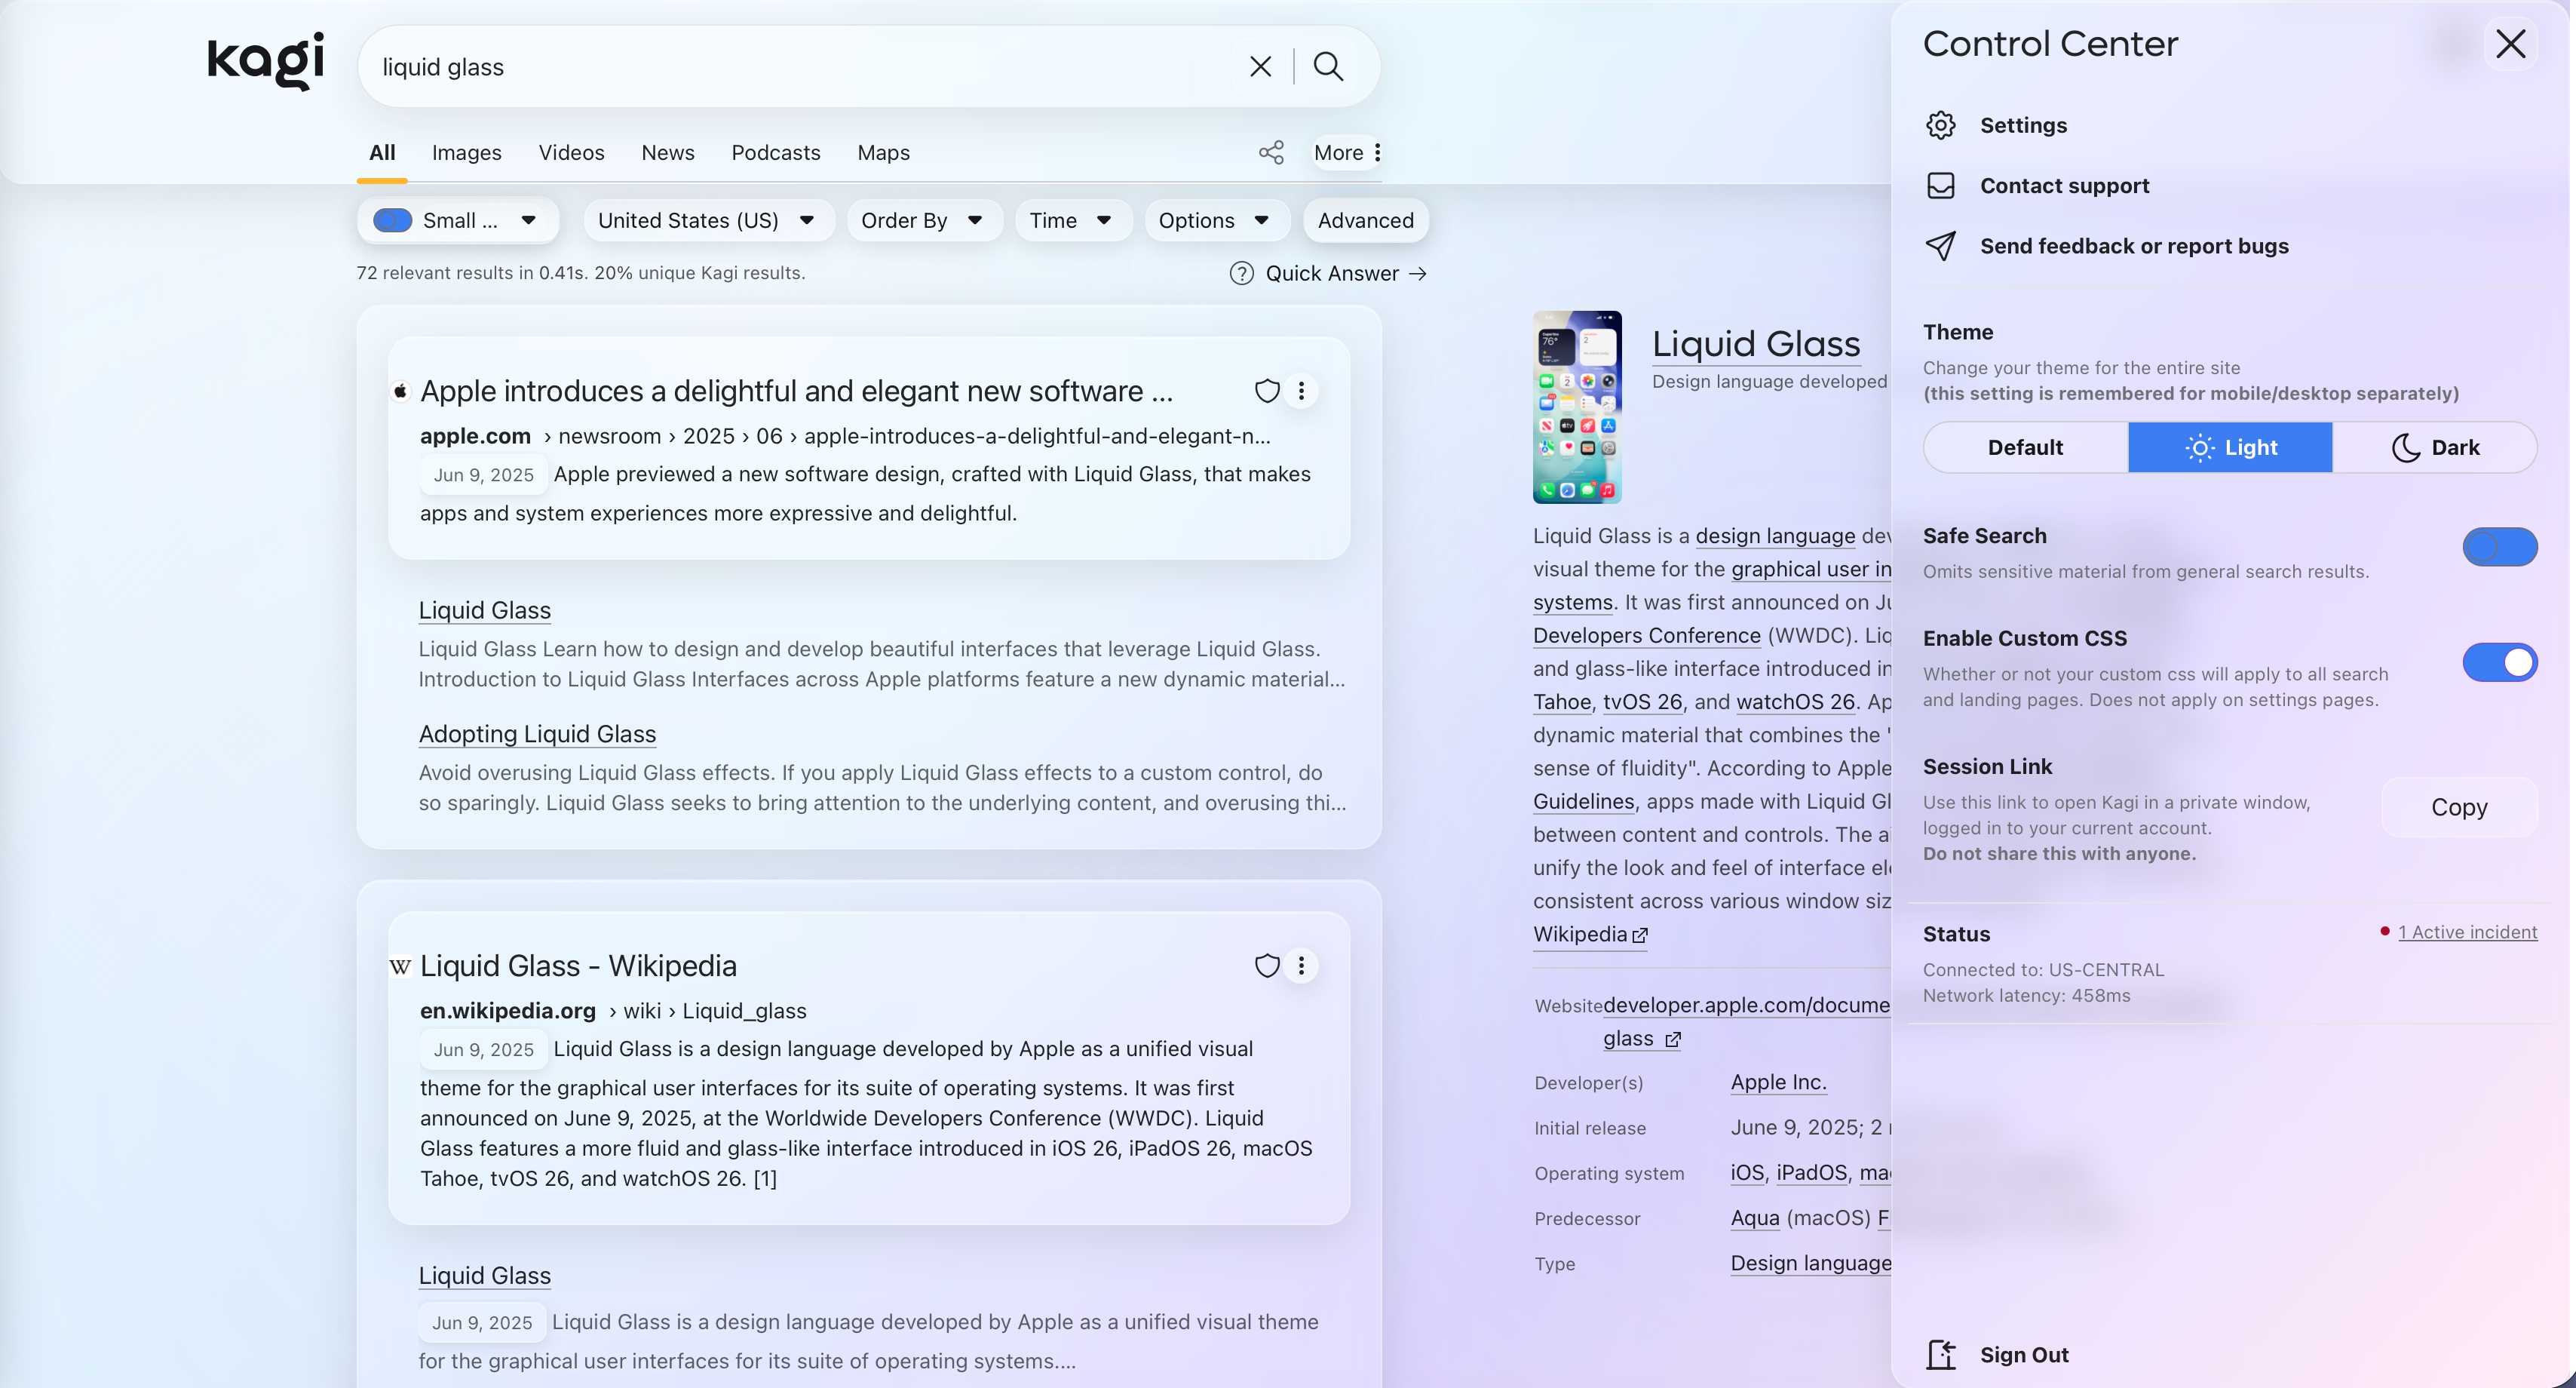 kagi
liquid glass
All Images Videos News Podcasts Maps More
Small ... United States (US) Order By Time Options Advanced
72 relevant results in 0.41s. 20% unique Kagi results. Quick Answer →
Apple introduces a delightful and elegant new software ...
apple.com › newsroom › 2025 › 06 › apple-introduces-a-delightful-and-elegant-n...
Jun 9, 2025 Apple previewed a new software design, crafted with Liquid Glass, that makes
apps and system experiences more expressive and delightful.
Liquid Glass
Liquid Glass Learn how to design and develop beautiful interfaces that leverage Liquid Glass.
Introduction to Liquid Glass Interfaces across Apple platforms feature a new dynamic material...
Adopting Liquid Glass
Avoid overusing Liquid Glass effects. If you apply Liquid Glass effects to a custom control, do
so sparingly. Liquid Glass seeks to bring attention to the underlying content, and overusing thi...
W Liquid Glass - Wikipedia
en.wikipedia.org › wiki › Liquid_glass
Jun 9, 2025 Liquid Glass is a design language developed by Apple as a unified visual
theme for the graphical user interfaces for its suite of operating systems. It was first
announced on June 9, 2025, at the Worldwide Developers Conference (WWDC). Liquid
Glass features a more fluid and glass-like interface introduced in iOS 26, iPadOS 26, macOS
Tahoe, tvOS 26, and watchOS 26. [1]
Liquid Glass
Jun 9, 2025 Liquid Glass is a design language developed by Apple as a unified visual theme
for the graphical user interfaces for its suite of operating systems....
76°
2
Liquid Glass
Design language developed
Liquid Glass is a design language dev
visual theme for the graphical user in
systems. It was first announced on Ju
Developers Conference (WWDC). Liq
and glass-like interface introduced in
Tahoe, tvOS 26, and watchOS 26. Ap
dynamic material that combines the "
sense of fluidity". According to Apple
Guidelines, apps made with Liquid Gl
between content and controls. The ai
unify the look and feel of interface ele
consistent across various window siz
Wikipedia
Website developer.apple.com/docume
glass
Developer(s) Apple Inc.
Initial release June 9, 2025; 2
Operating system iOS, iPadOS, mac
Predecessor Aqua (macOS) F
Type Design language
Control Center
Settings
Contact support
Send feedback or report bugs
Theme
Change your theme for the entire site
(this setting is remembered for mobile/desktop separately)
Default Light Dark
Safe Search
Omits sensitive material from general search results.
Enable Custom CSS
Whether or not your custom css will apply to all search
and landing pages. Does not apply on settings pages.
Session Link
Use this link to open Kagi in a private window,
logged in to your current account.
Do not share this with anyone.
Copy
Status 1 Active incident
Connected to: US-CENTRAL
Network latency: 458ms
Sign Out